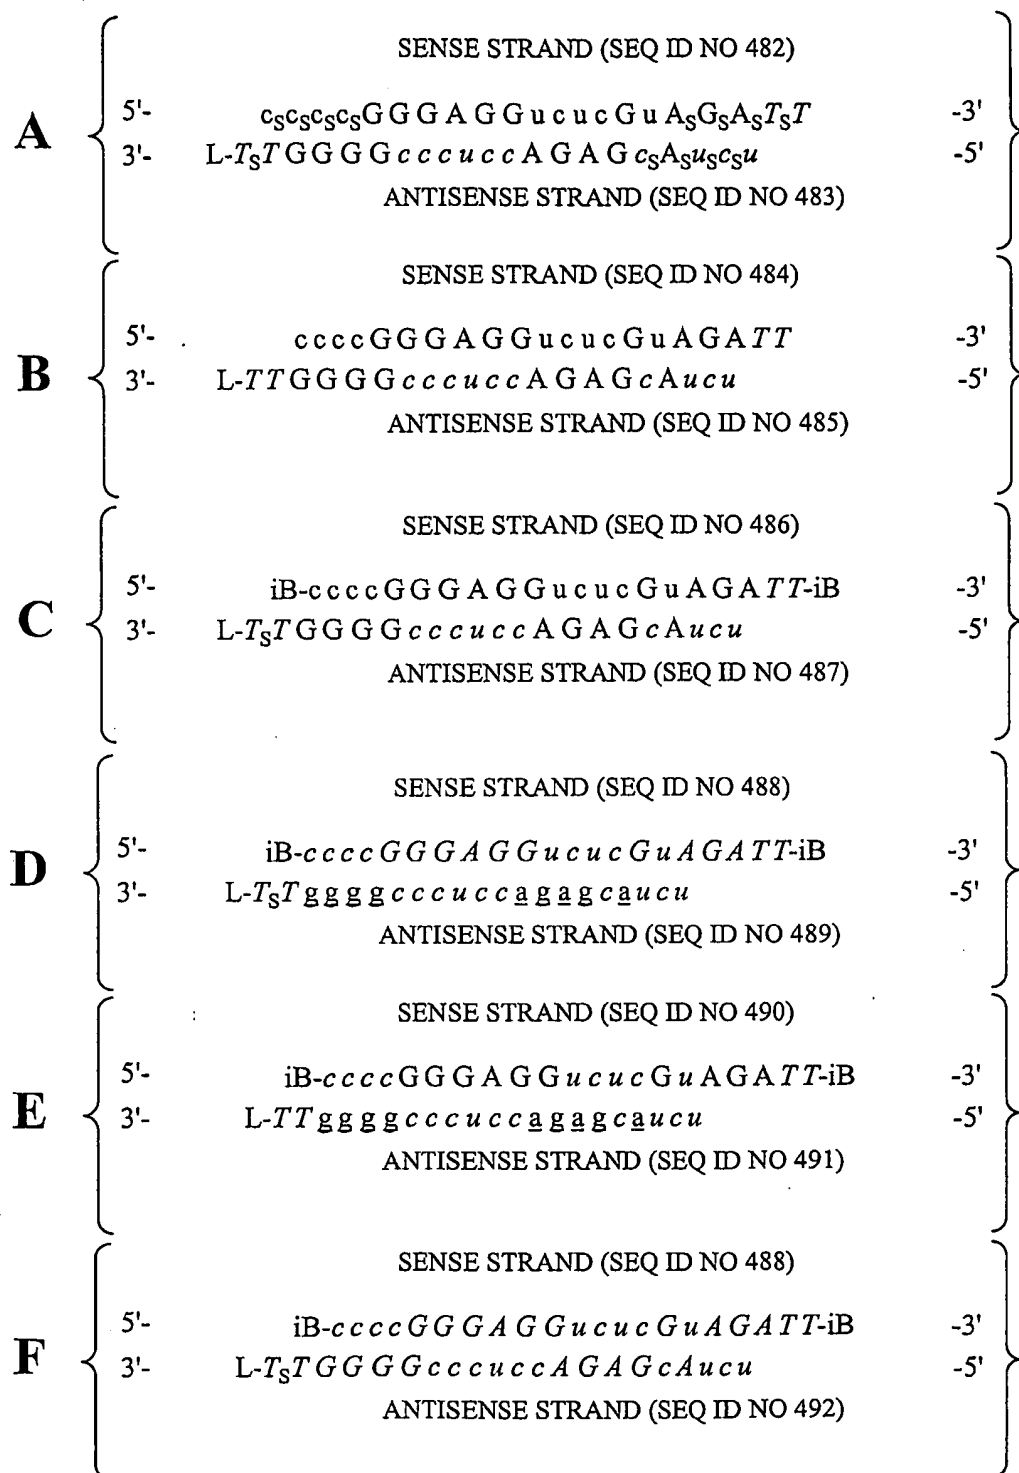 SENSE STRAND (SEQ ID NO 482)
A
5'- cScScScSGGGAGGucucGuASGSASTST -3'
3'- L-TSTGGGGcccuccAGAGcSASuScSu -5'
ANTISENSE STRAND (SEQ ID NO 483)
SENSE STRAND (SEQ ID NO 484)
B
5'- ccccGGGAGGucucGuAGATT -3'
3'- L-TTGGGGcccuccAGAGcAucu -5'
ANTISENSE STRAND (SEQ ID NO 485)
SENSE STRAND (SEQ ID NO 486)
C
5'- iB-ccccGGGAGGucucGuAGATT-iB -3'
3'- L-TSTGGGGcccuccAGAGcAucu -5'
ANTISENSE STRAND (SEQ ID NO 487)
SENSE STRAND (SEQ ID NO 488)
D
5'- iB-ccccGGGAGGucucGuAGATT-iB -3'
3'- L-TSTggggcccuccagagcaucu -5'
ANTISENSE STRAND (SEQ ID NO 489)
SENSE STRAND (SEQ ID NO 490)
E
5'- iB-ccccGGGAGGucucGuAGATT-iB -3'
3'- L-TTggggcccuccagagcaucu -5'
ANTISENSE STRAND (SEQ ID NO 491)
SENSE STRAND (SEQ ID NO 488)
F
5'- iB-ccccGGGAGGucucGuAGATT-iB -3'
3'- L-TSTGGGGcccuccAGAGcAucu -5'
ANTISENSE STRAND (SEQ ID NO 492)